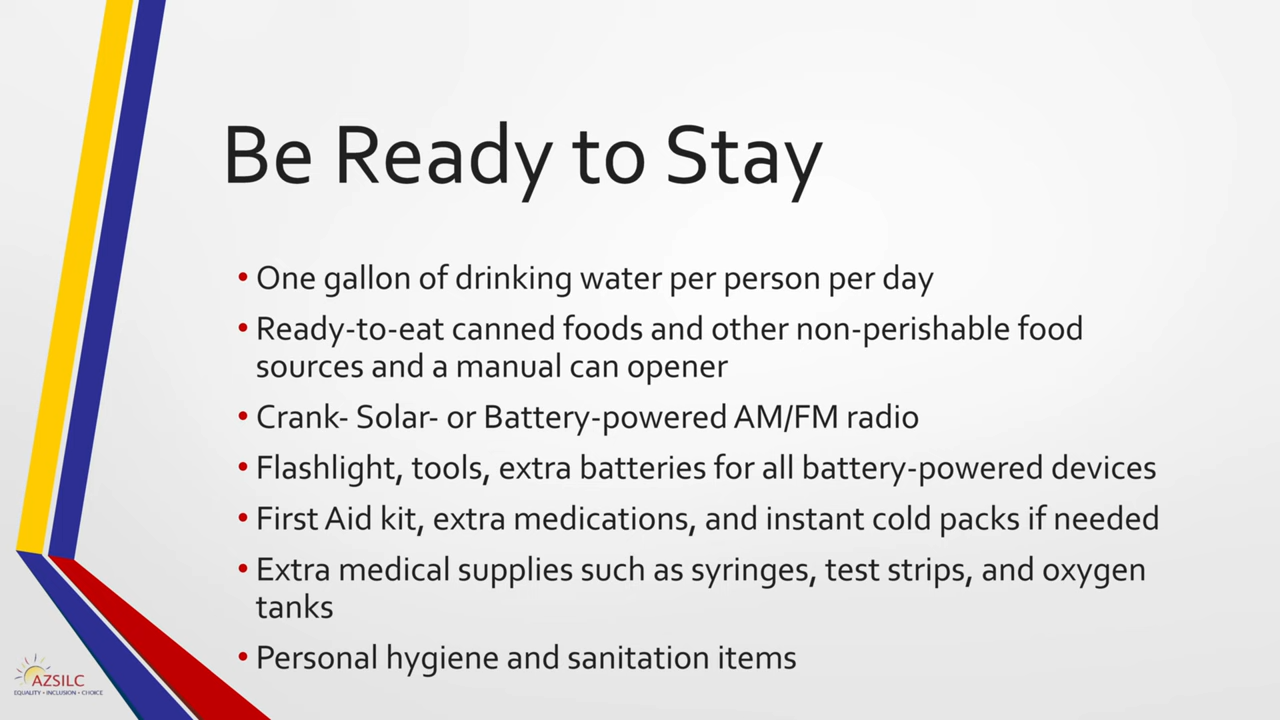 Be Ready to Stay
• One gallon of drinking water per person per day
• Ready-to-eat canned foods and other non-perishable food
sources and a manual can opener
• Crank- Solar- or Battery-powered AM/FM radio
• Flashlight, tools, extra batteries for all battery-powered devices
• First Aid kit, extra medications, and instant cold packs if needed
• Extra medical supplies such as syringes, test strips, and oxygen
tanks
• Personal hygiene and sanitation items
AZSILC
EQUALITY • INCLUSION • CHOICE